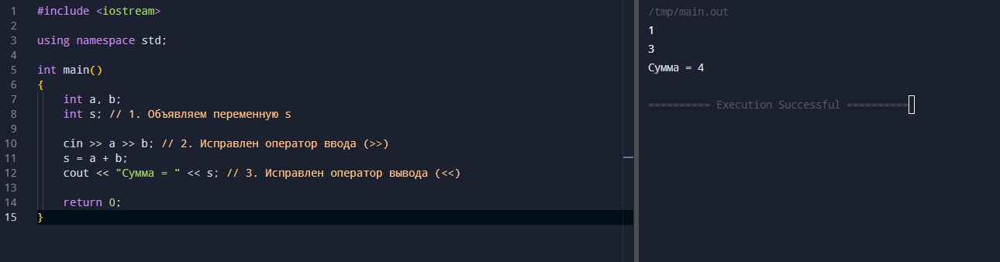 1 #include <iostream>
2
3 using namespace std;
4
5 int main()
6 {
7 int a, b;
8 int s; // 1. Объявляем переменную s
9
10 cin >> a >> b; // 2. Исправлен оператор ввода (>>)
11 s = a + b;
12 cout << "Сумма = " << s; // 3. Исправлен оператор вывода (<<)
13
14 return 0;
15 }
/tmp/main.out
1
3
Сумма = 4
========== Execution Successful ==========